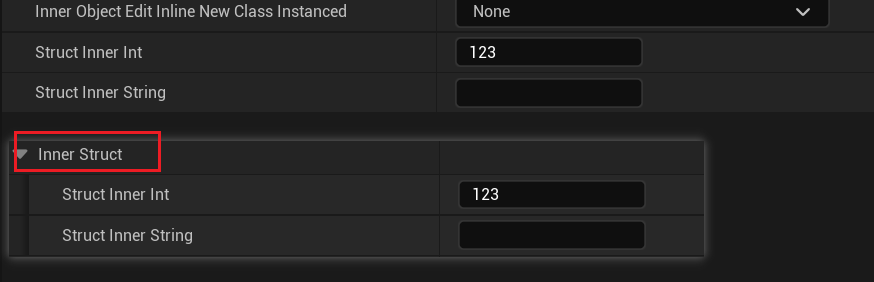 Inner Object Edit Inline New Class Instanced None
Struct Inner Int 123
Struct Inner String
Inner Struct
Struct Inner Int 123
Struct Inner String